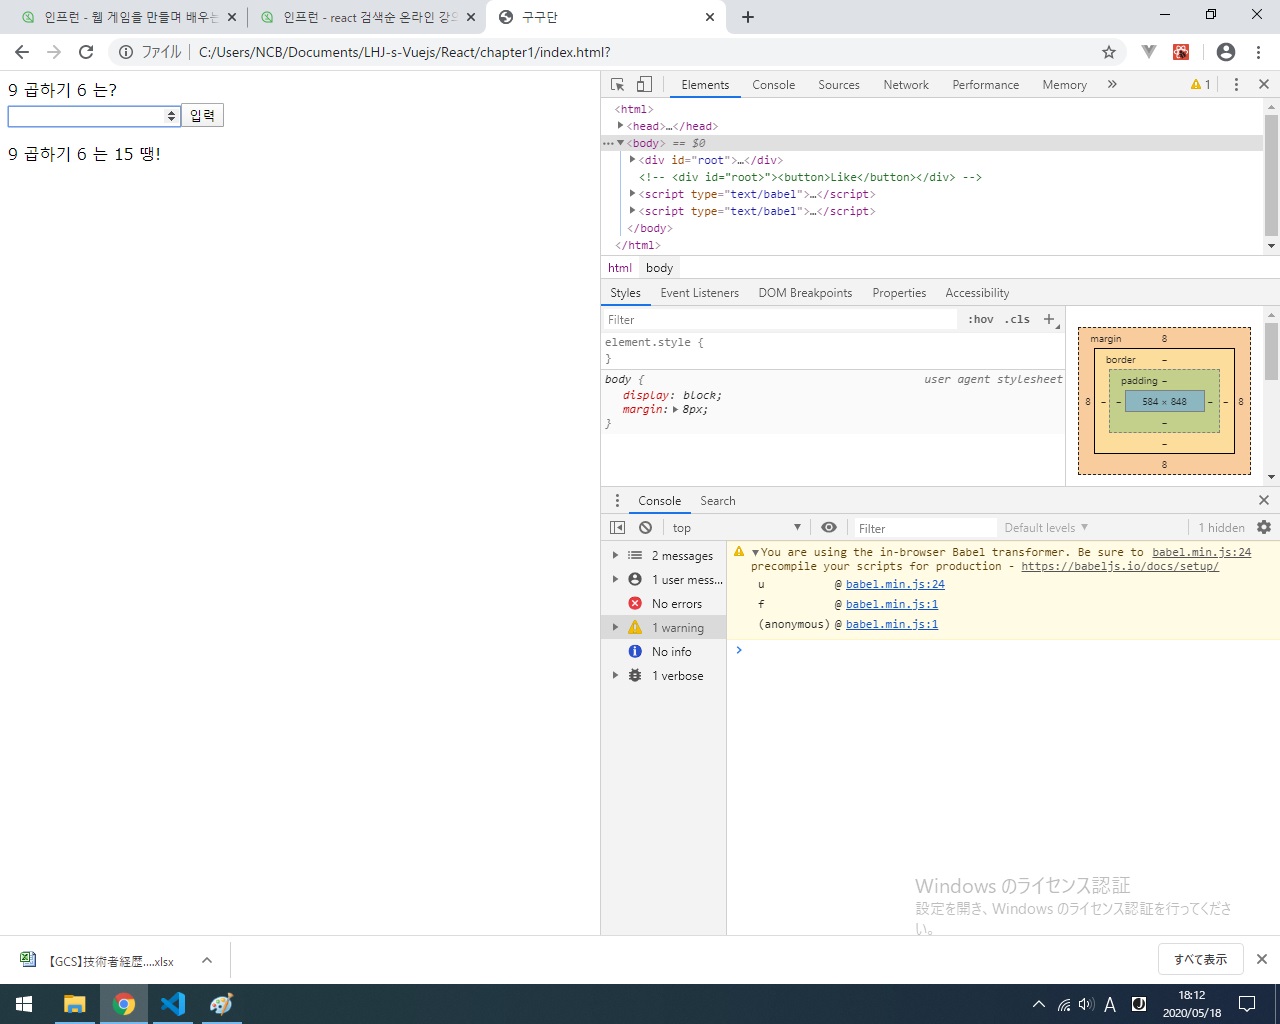 인프런 - 웹 게임을 만들며 배우는
인프런 - react 검색순 온라인 강의
구구단
ファイル
C:/Users/NCB/Documents/LHJ-s-Vuejs/React/chapter1/index.html?
9 곱하기 6 는?
입력
9 곱하기 6 는 15 땡!
Elements Console Sources Network Performance Memory » 1
<html>
<head>…</head>
<body> == $0
<div id="root">…</div>
<!-- <div id="root>"><button>Like</button></div> -->
<script type="text/babel">…</script>
<script type="text/babel">…</script>
</body>
</html>
html body
Styles Event Listeners DOM Breakpoints Properties Accessibility
Filter :hov .cls +
element.style {
}
body { user agent stylesheet
display: block;
margin: 8px;
}
margin 8
border –
padding –
8 – – 584 × 848 – – 8
–
–
8
Console Search
top Filter Default levels 1 hidden
2 messages
1 user mess...
No errors
1 warning
No info
1 verbose
You are using the in-browser Babel transformer. Be sure to babel.min.js:24
precompile your scripts for production - https://babeljs.io/docs/setup/
u @ babel.min.js:24
f @ babel.min.js:1
(anonymous) @ babel.min.js:1
Windows のライセンス認証
設定を開き、Windows のライセンス認証を行ってくださ
い。
【GCS】技術者経歴....xlsx
すべて表示
A
J
18:12
2020/05/18